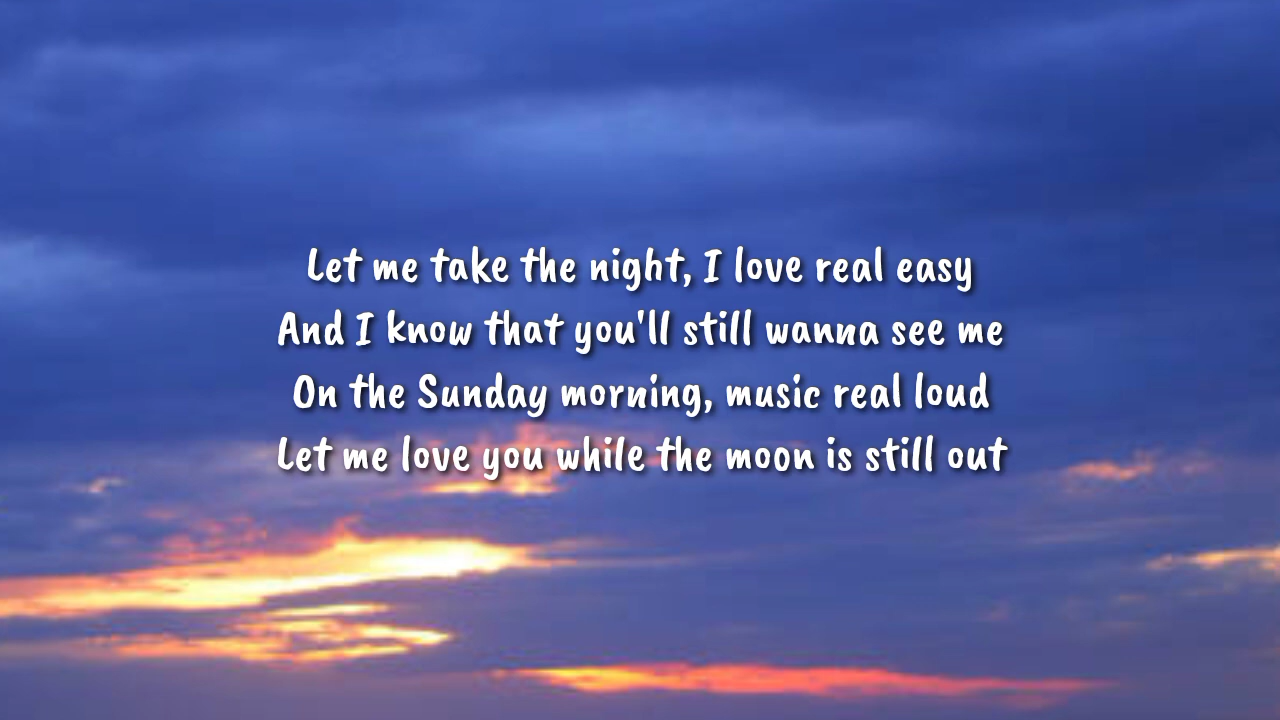 Let me take the night, I love real easy
And I know that you'll still wanna see me
On the Sunday morning, music real loud
Let me love you while the moon is still out